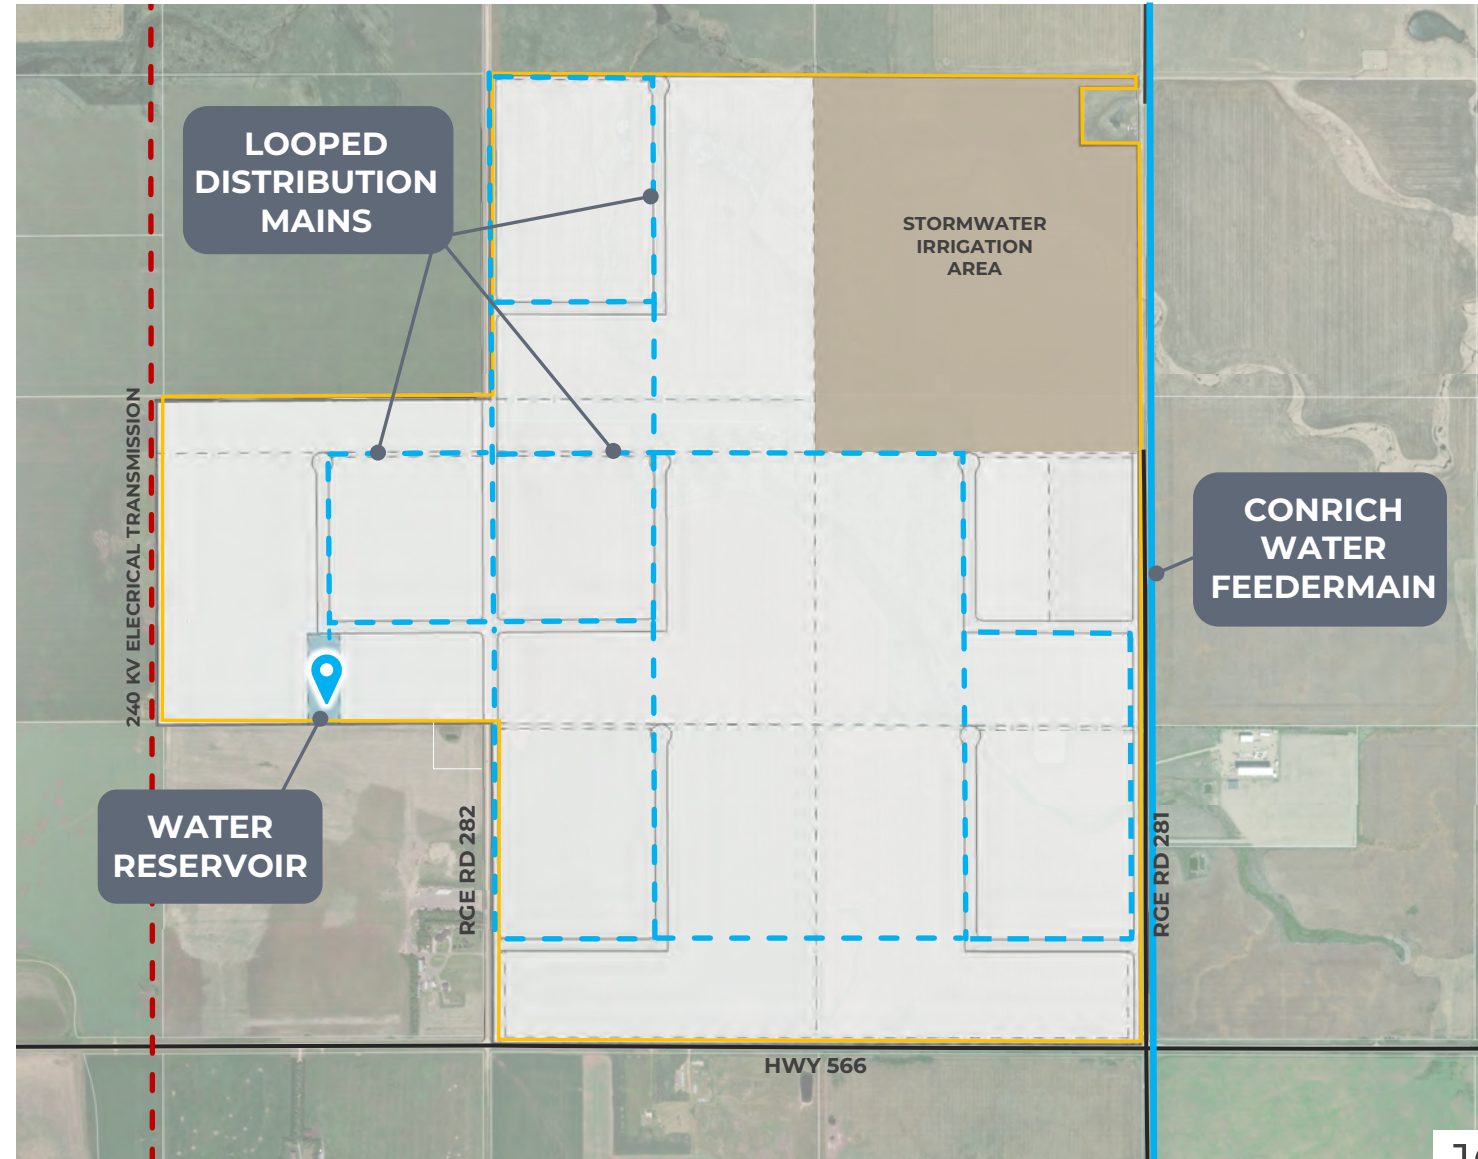 LOOPED
DISTRIBUTION
MAINS
STORMWATER
IRRIGATION
AREA
240 KV ELECRICAL TRANSMISSION
CONRICH
WATER
FEEDERMAIN
WATER
RESERVOIR
RGE RD 282
RGE RD 281
HWY 566